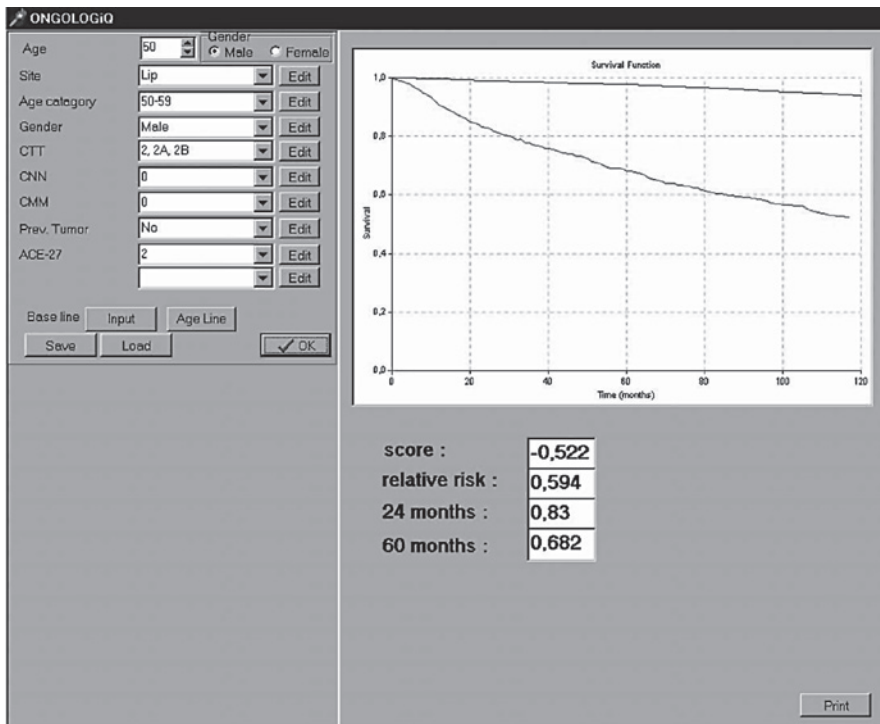 ONGOLOGiQ
Age 50
Gender
Male Female
Site Lip Edit
Age catagory 50-59 Edit
Gender Male Edit
CTT 2, 2A, 2B Edit
CNN 0 Edit
CMM 0 Edit
Prev. Tumor No Edit
ACE-27 2 Edit
Edit
Base line Input Age Line
Save Load OK
Survival Function
1,0
0,8
0,6
0,4
0,2
0,0
Survival
0 20 40 60 80 100 120
Time (months)
score : -0,522
relative risk : 0,594
24 months : 0,83
60 months : 0,682
Print